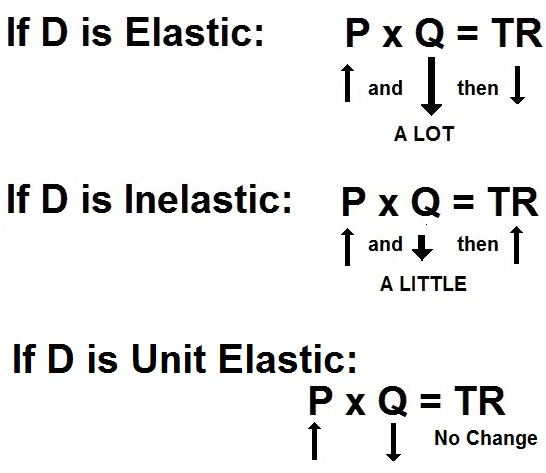 If D is Elastic: P x Q = TR
and then
A LOT
If D is Inelastic: P x Q = TR
and then
A LITTLE
If D is Unit Elastic:
P x Q = TR
No Change